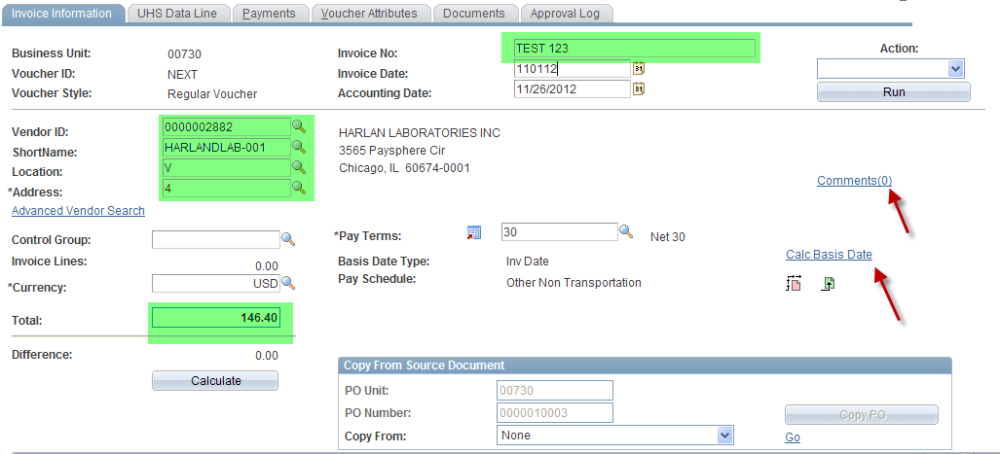 Invoice Information UHS Data Line Payments Voucher Attributes Documents Approval Log
Business Unit: 00730 Invoice No: TEST 123 Action:
Voucher ID: NEXT Invoice Date: 110112
Voucher Style: Regular Voucher Accounting Date: 11/26/2012 Run
Vendor ID: 0000002882 HARLAN LABORATORIES INC
ShortName: HARLANDLAB-001 3565 Paysphere Cir
Location: V Chicago, IL 60674-0001
*Address: 4 Comments(0)
Advanced Vendor Search
Control Group: *Pay Terms: 30 Net 30
Invoice Lines: 0.00 Basis Date Type: Inv Date Calc Basis Date
*Currency: USD Pay Schedule: Other Non Transportation
Total: 146.40
Difference: 0.00
Calculate
Copy From Source Document
PO Unit: 00730
PO Number: 0000010003 Copy PO
Copy From: None Go